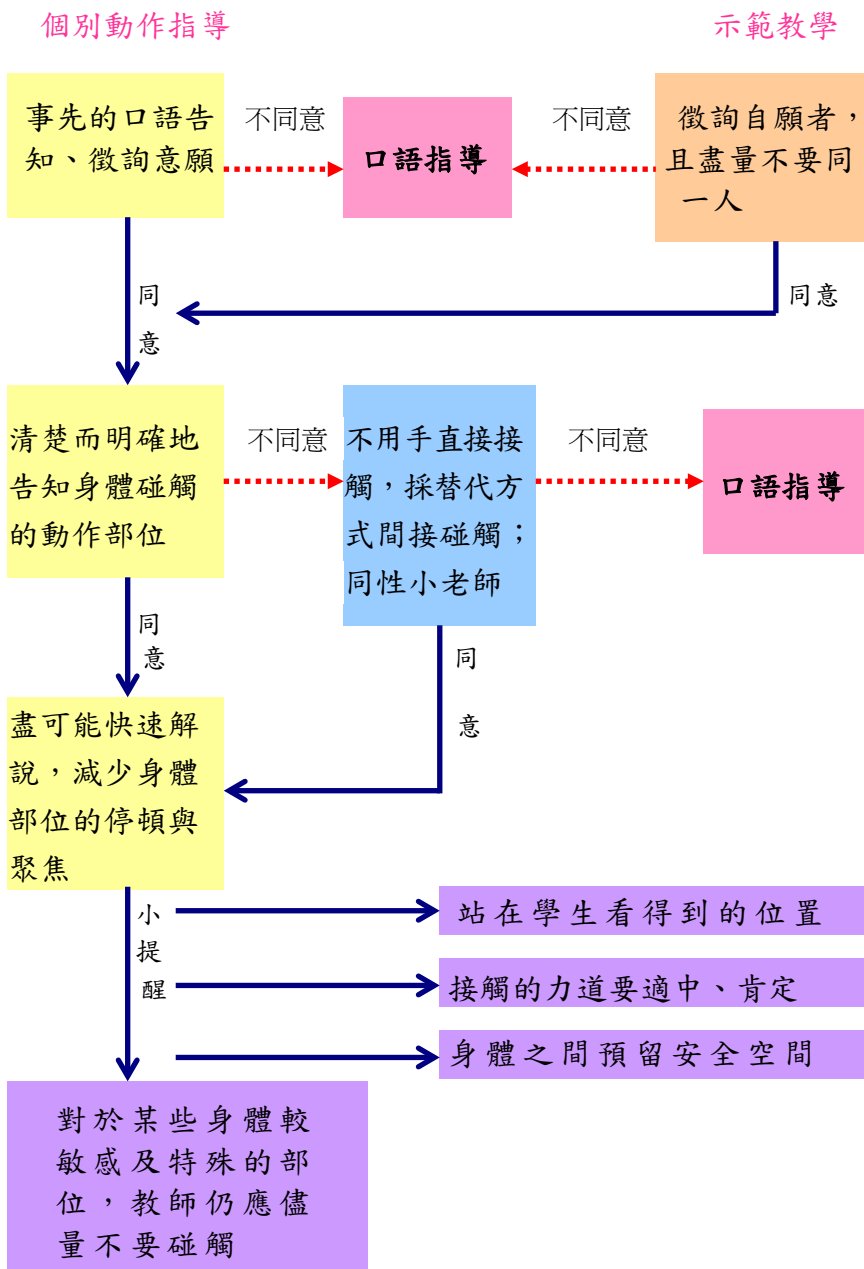 個別動作指導
示範教學
事先的口語告
知、徵詢意願
不同意
口語指導
不同意
徵詢自願者，
且盡量不要同
一人
同
意
同意
清楚而明確地
告知身體碰觸
的動作部位
不同意
不用手直接接
觸，採替代方
式間接碰觸；
同性小老師
不同意
口語指導
同
意
同
意
盡可能快速解
說，減少身體
部位的停頓與
聚焦
小
提
醒
站在學生看得到的位置
接觸的力道要適中、肯定
身體之間預留安全空間
對於某些身體較
敏感及特殊的部
位，教師仍應儘
量不要碰觸